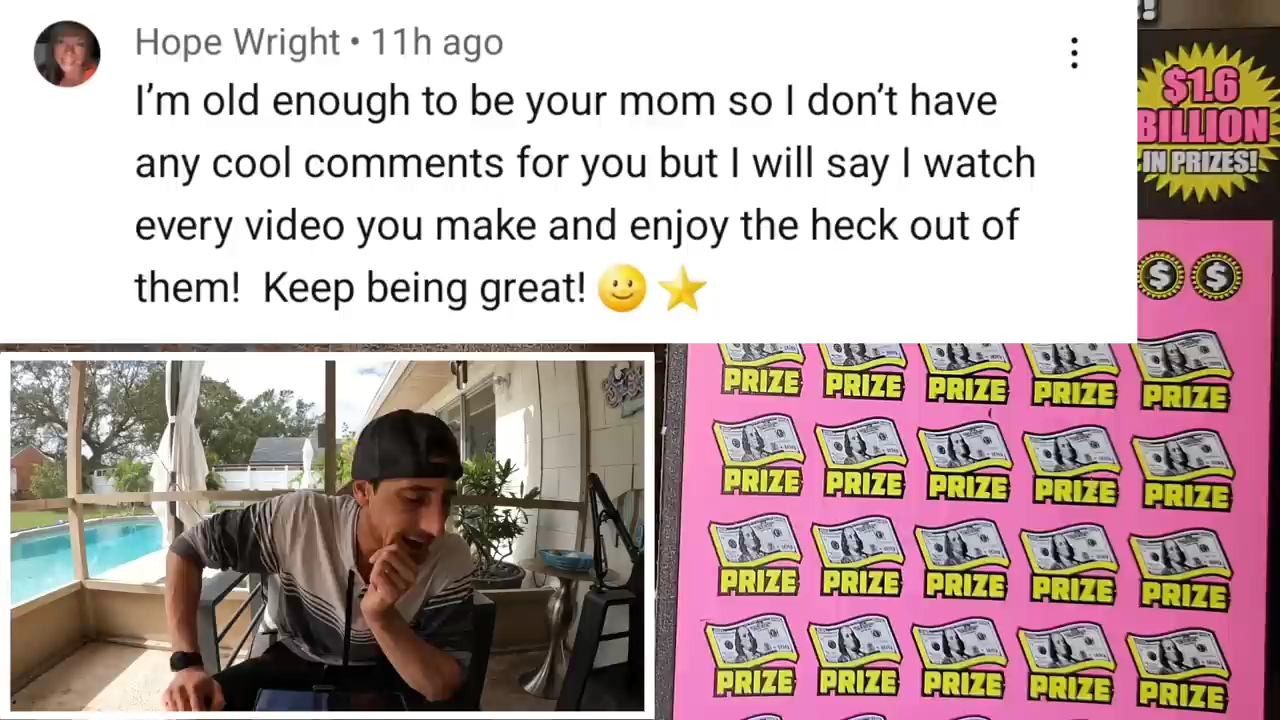 Hope Wright • 11h ago
I’m old enough to be your mom so I don’t have
any cool comments for you but I will say I watch
every video you make and enjoy the heck out of
them!  Keep being great! 🙂⭐
$1.6
BILLION
IN PRIZES!
$ $
PRIZE PRIZE PRIZE PRIZE PRIZE
PRIZE PRIZE PRIZE PRIZE PRIZE
PRIZE PRIZE PRIZE PRIZE PRIZE
PRIZE PRIZE PRIZE PRIZE PRIZE